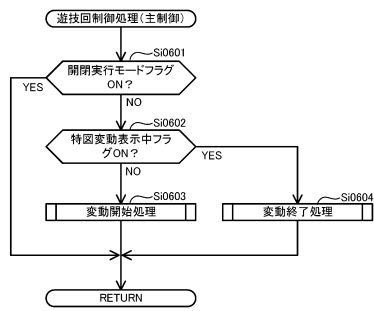 遊技回制御処理(主制御)
Si0601
開閉実行モードフラグ
ON?
YES
NO
Si0602
特図変動表示中フラ
グON?
YES
NO
Si0603
変動開始処理
Si0604
変動終了処理
RETURN